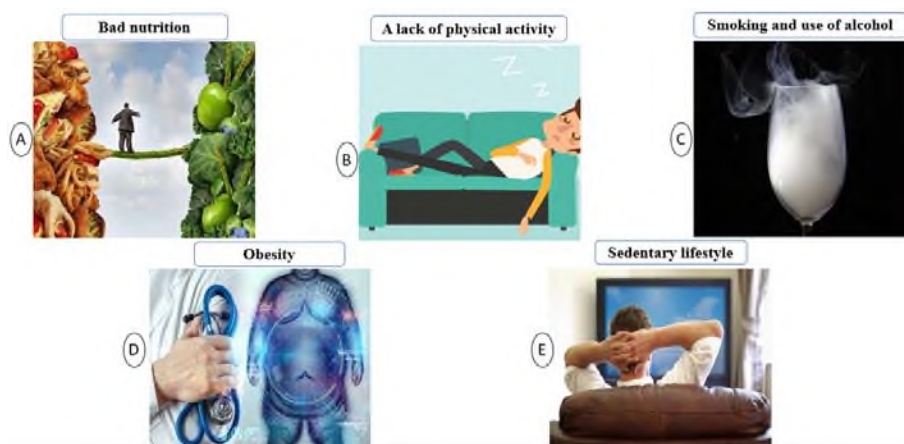 Bad nutrition
A lack of physical activity
Smoking and use of alcohol
A
B
C
Obesity
Sedentary lifestyle
D
E